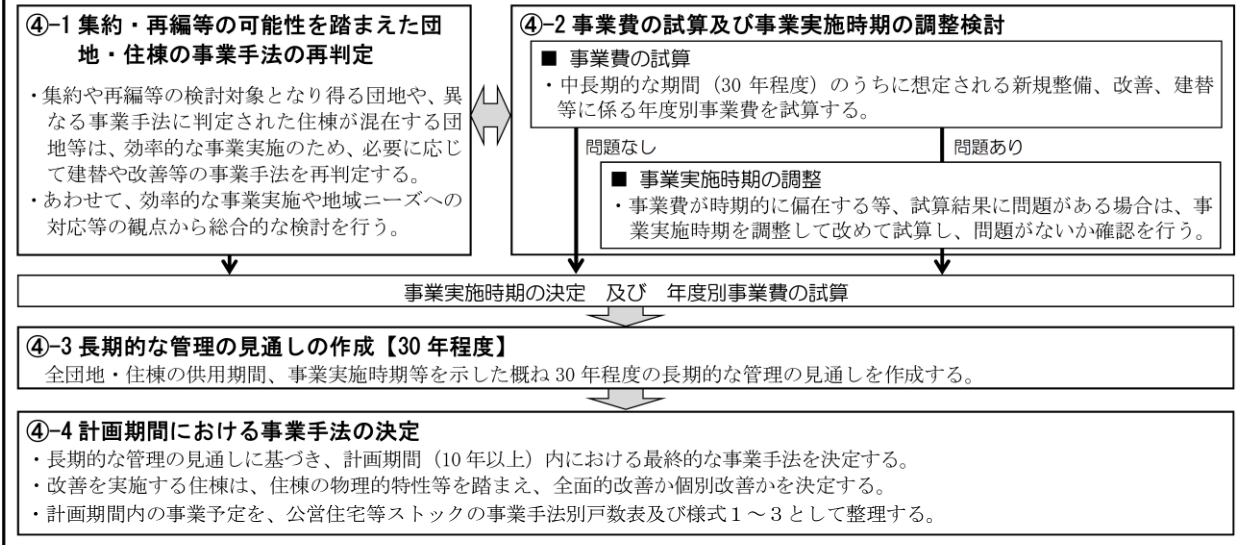 ④-1 集約・再編等の可能性を踏まえた団
地・住棟の事業手法の再判定
・集約や再編等の検討対象となり得る団地や、異
なる事業手法に判定された住棟が混在する団
地等は、効率的な事業実施のため、必要に応じ
て建替や改善等の事業手法を再判定する。
・あわせて、効率的な事業実施や地域ニーズへの
対応等の観点から総合的な検討を行う。
④-2 事業費の試算及び事業実施時期の調整検討
■ 事業費の試算
・中長期的な期間（30 年程度）のうちに想定される新規整備、改善、建替
等に係る年度別事業費を試算する。
問題なし
問題あり
■ 事業実施時期の調整
・事業費が時期的に偏在する等、試算結果に問題がある場合は、事
業実施時期を調整して改めて試算し、問題がないか確認を行う。
事業実施時期の決定　及び　年度別事業費の試算
④-3 長期的な管理の見通しの作成【30 年程度】
全団地・住棟の供用期間、事業実施時期等を示した概ね 30 年程度の長期的な管理の見通しを作成する。
④-4 計画期間における事業手法の決定
・長期的な管理の見通しに基づき、計画期間（10 年以上）内における最終的な事業手法を決定する。
・改善を実施する住棟は、住棟の物理的特性等を踏まえ、全面的改善か個別改善かを決定する。
・計画期間内の事業予定を、公営住宅等ストックの事業手法別戸数表及び様式１～３として整理する。